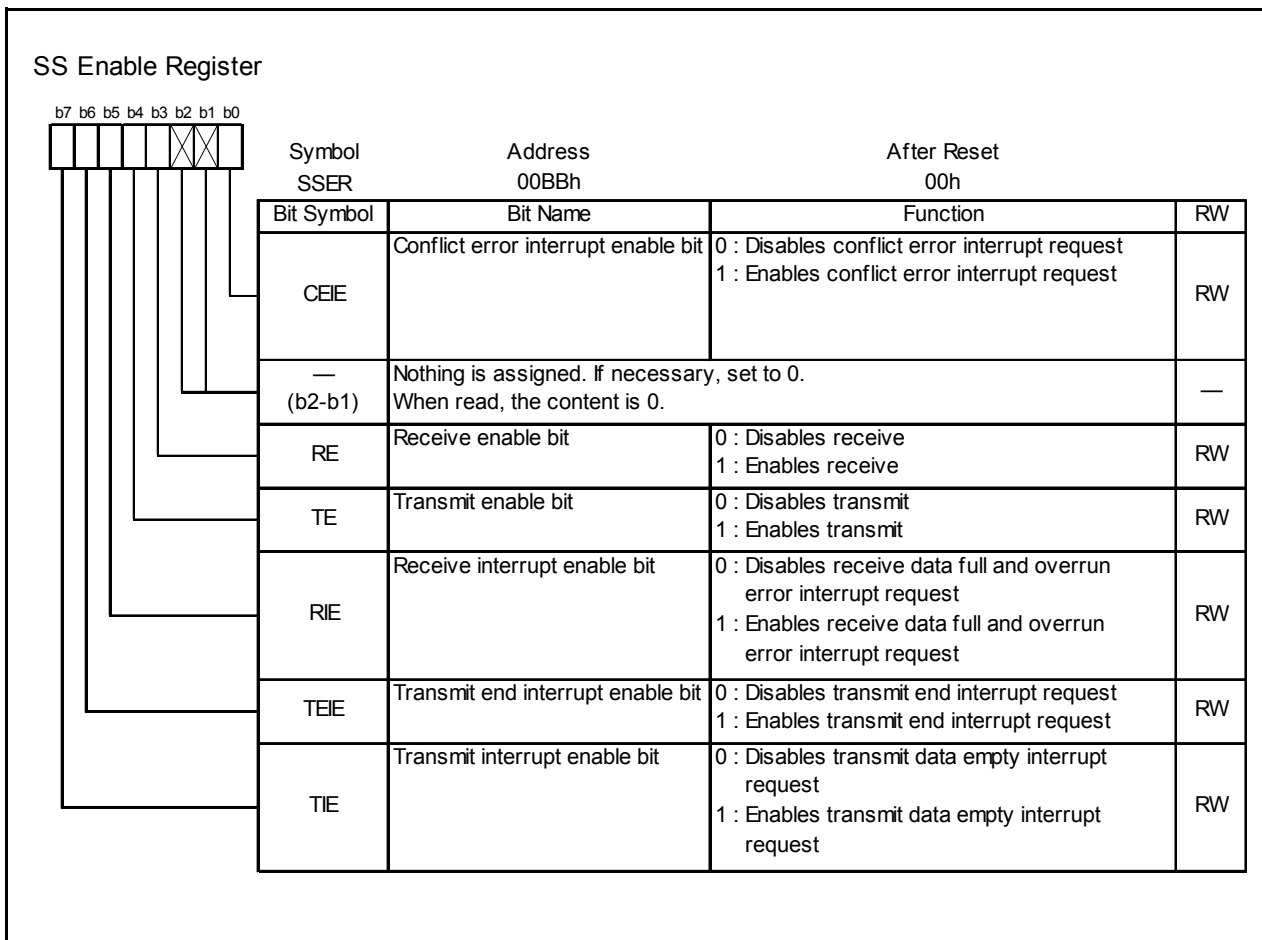 SS Enable Register
b7 b6 b5 b4 b3 b2 b1 b0
Symbol Address After Reset
SSER 00BBh 00h
Bit Symbol Bit Name Function RW
CEIE Conflict error interrupt enable bit 0 : Disables conflict error interrupt request
1 : Enables conflict error interrupt request RW
— (b2-b1) Nothing is assigned. If necessary, set to 0.
When read, the content is 0. —
RE Receive enable bit 0 : Disables receive
1 : Enables receive RW
TE Transmit enable bit 0 : Disables transmit
1 : Enables transmit RW
RIE Receive interrupt enable bit 0 : Disables receive data full and overrun
error interrupt request
1 : Enables receive data full and overrun
error interrupt request RW
TEIE Transmit end interrupt enable bit 0 : Disables transmit end interrupt request
1 : Enables transmit end interrupt request RW
TIE Transmit interrupt enable bit 0 : Disables transmit data empty interrupt
request
1 : Enables transmit data empty interrupt
request RW